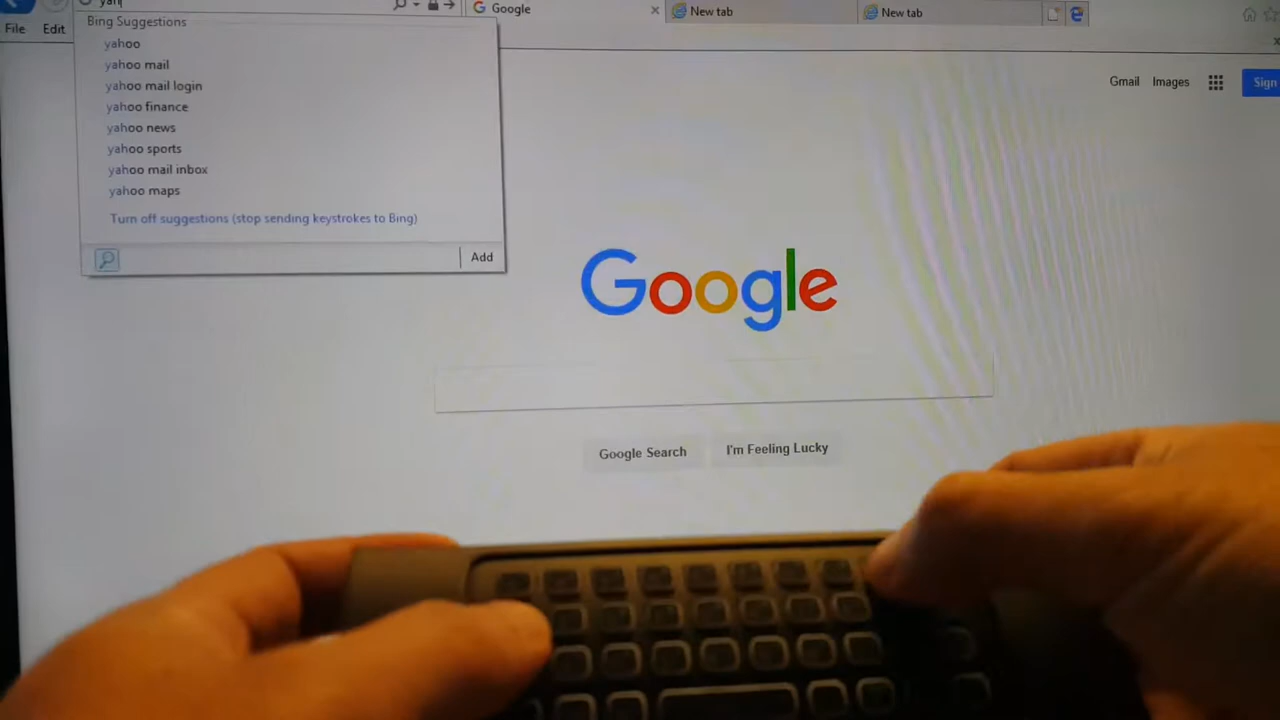 yah
Google
New tab
New tab
File Edit
Bing Suggestions
yahoo
yahoo mail
yahoo mail login
yahoo finance
yahoo news
yahoo sports
yahoo mail inbox
yahoo maps
Turn off suggestions (stop sending keystrokes to Bing)
Add
Gmail Images
Sign
Google
Google Search
I'm Feeling Lucky